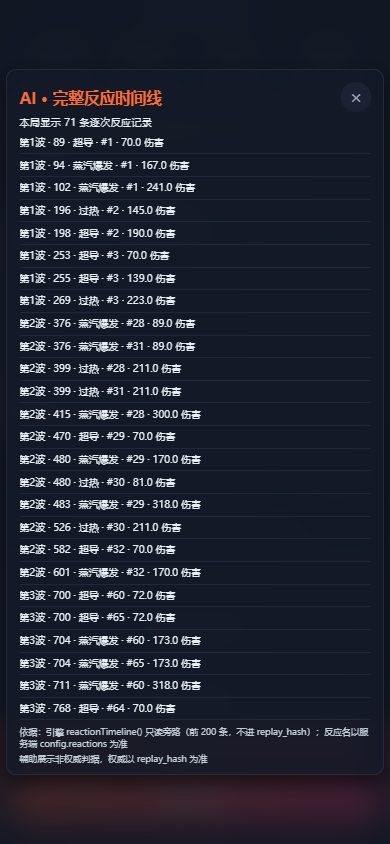 AI • 完整反应时间线
×
本局显示 71 条逐次反应记录
第1波 · 89 · 超导 · #1 · 70.0 伤害
第1波 · 94 · 蒸汽爆发 · #1 · 167.0 伤害
第1波 · 102 · 蒸汽爆发 · #1 · 241.0 伤害
第1波 · 196 · 过热 · #2 · 145.0 伤害
第1波 · 198 · 超导 · #2 · 190.0 伤害
第1波 · 253 · 超导 · #3 · 70.0 伤害
第1波 · 255 · 超导 · #3 · 139.0 伤害
第1波 · 269 · 过热 · #3 · 223.0 伤害
第2波 · 376 · 蒸汽爆发 · #28 · 89.0 伤害
第2波 · 376 · 蒸汽爆发 · #31 · 89.0 伤害
第2波 · 399 · 过热 · #28 · 211.0 伤害
第2波 · 399 · 过热 · #31 · 211.0 伤害
第2波 · 415 · 蒸汽爆发 · #28 · 300.0 伤害
第2波 · 470 · 超导 · #29 · 70.0 伤害
第2波 · 480 · 蒸汽爆发 · #29 · 170.0 伤害
第2波 · 480 · 过热 · #30 · 81.0 伤害
第2波 · 483 · 蒸汽爆发 · #29 · 318.0 伤害
第2波 · 526 · 过热 · #30 · 211.0 伤害
第2波 · 582 · 超导 · #32 · 70.0 伤害
第2波 · 601 · 蒸汽爆发 · #32 · 170.0 伤害
第3波 · 700 · 超导 · #60 · 72.0 伤害
第3波 · 700 · 超导 · #65 · 72.0 伤害
第3波 · 704 · 蒸汽爆发 · #60 · 173.0 伤害
第3波 · 704 · 蒸汽爆发 · #65 · 173.0 伤害
第3波 · 711 · 蒸汽爆发 · #60 · 318.0 伤害
第3波 · 768 · 超导 · #64 · 70.0 伤害
依据：引擎 reactionTimeline() 只读旁路（前 200 条，不进 replay_hash）；反应名以服
务端 config.reactions 为准
辅助展示非权威判据，权威以 replay_hash 为准